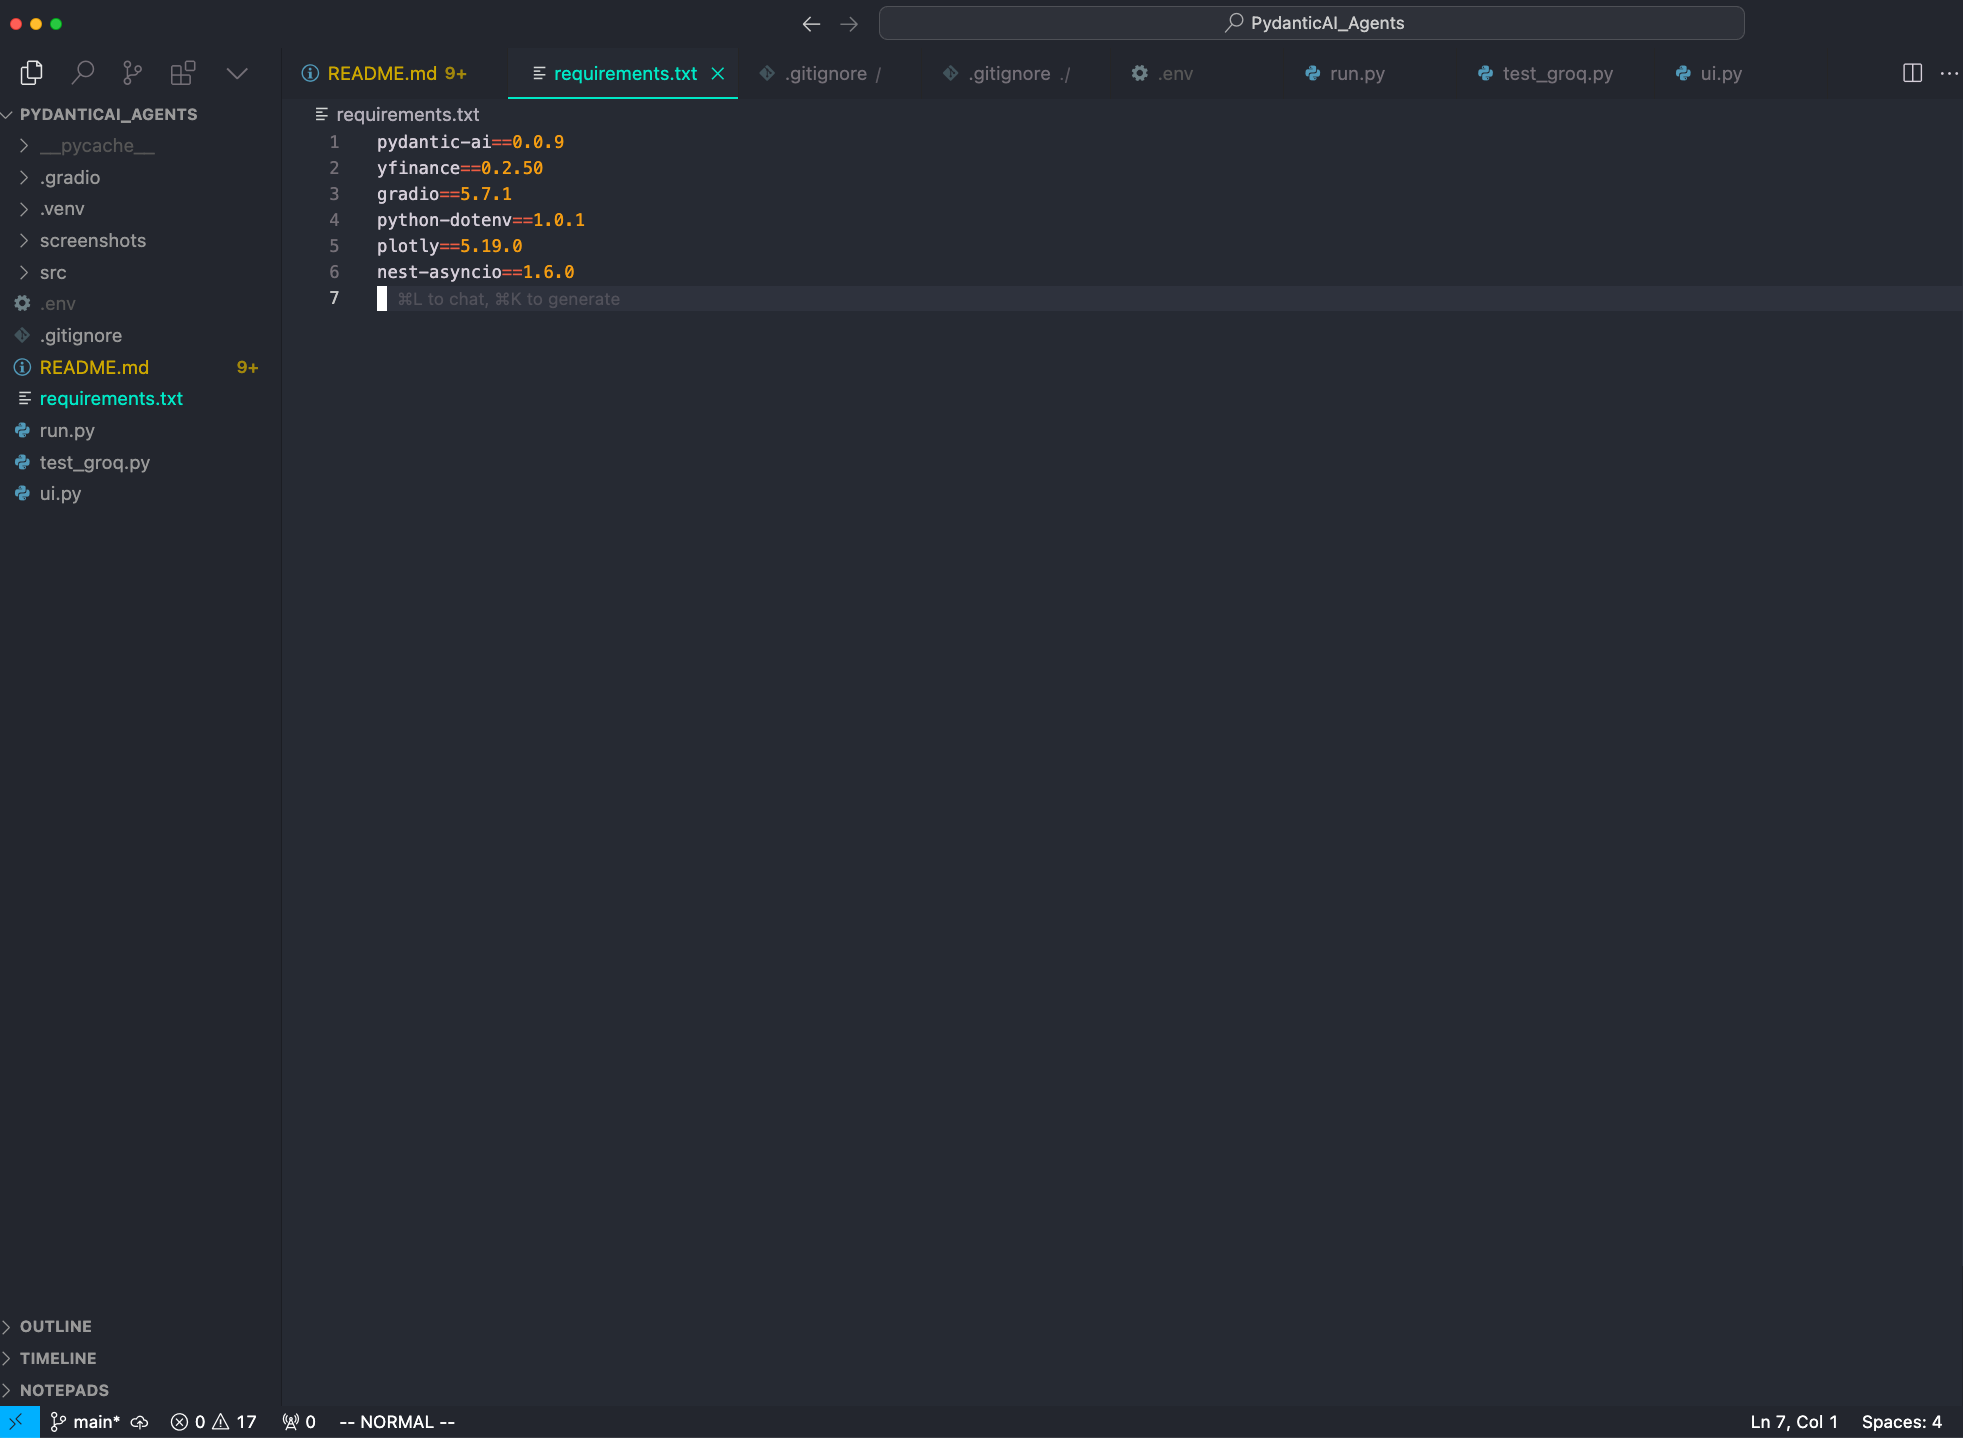 PydanticAI_Agents
README.md 9+
requirements.txt
.gitignore /
.gitignore ./
.env
run.py
test_groq.py
ui.py
PYDANTICAI_AGENTS
__pycache__
.gradio
.venv
screenshots
src
.env
.gitignore
README.md 9+
requirements.txt
run.py
test_groq.py
ui.py
requirements.txt
1 pydantic-ai==0.0.9
2 yfinance==0.2.50
3 gradio==5.7.1
4 python-dotenv==1.0.1
5 plotly==5.19.0
6 nest-asyncio==1.6.0
7 ⌘L to chat, ⌘K to generate
OUTLINE
TIMELINE
NOTEPADS
main* 0 17 0 -- NORMAL -- Ln 7, Col 1 Spaces: 4